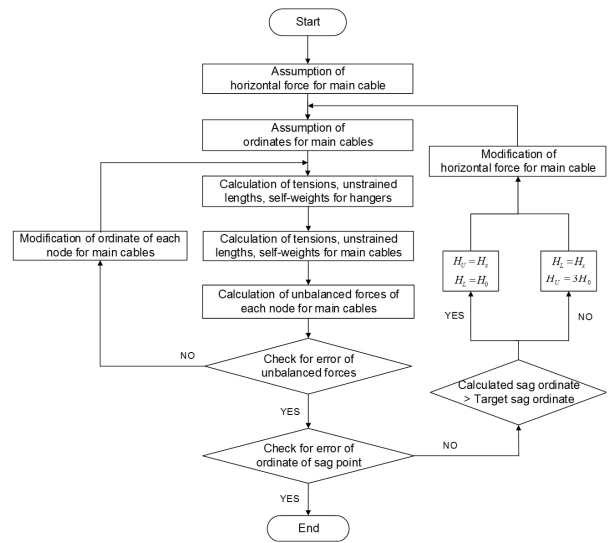 Start
Assumption of
horizontal force for main cable
Assumption of
ordinates for main cables
Modification of
horizontal force for main cable
Calculation of tensions, unstrained
lengths, self-weights for hangers
Modification of ordinate of each
node for main cables
Calculation of tensions, unstrained
lengths, self-weights for main cables
H_U = H_x
H_L = H_0
H_L = H_x
H_U = 3H_0
Calculation of unbalanced forces of
each node for main cables
YES
NO
NO
Check for error of
unbalanced forces
Calculated sag ordinate
> Target sag ordinate
YES
Check for error of
ordinate of sag point
NO
YES
End